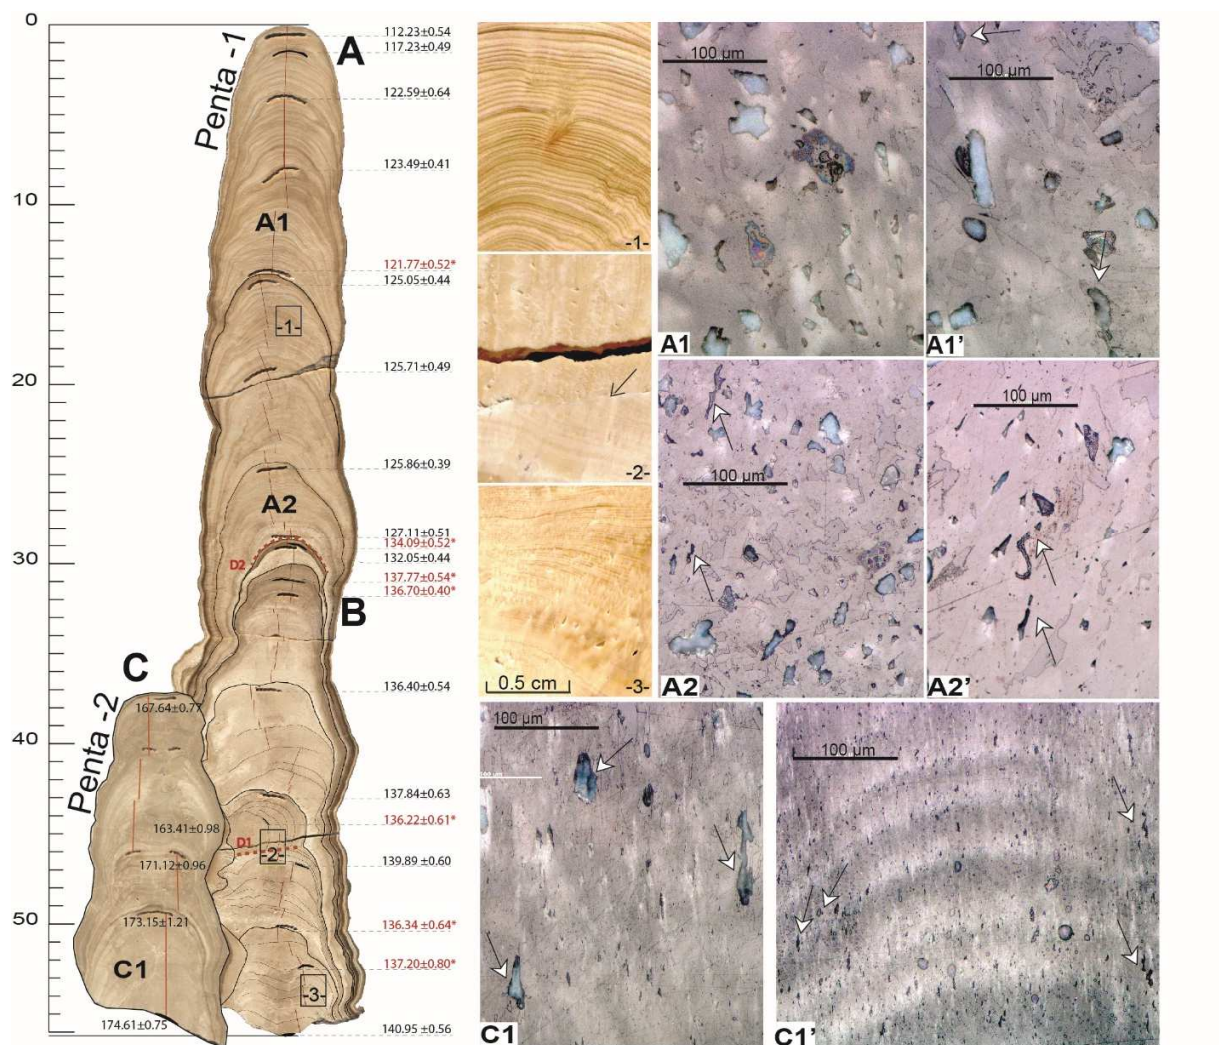 0
10
20
30
40
50
Penta -1
A
A1
-1-
A2
D2
B
C
Penta -2
167.64±0.77
163.41±0.98
171.12±0.96
173.15±1.21
C1
174.61±0.75
D1
-2-
-3-
112.23±0.54
117.23±0.49
122.59±0.64
123.49±0.41
121.77±0.52*
125.05±0.44
125.71±0.49
125.86±0.39
127.11±0.51
134.09±0.52*
132.05±0.44
137.77±0.54*
136.70±0.40*
136.40±0.54
137.84±0.63
136.22±0.61*
139.89±0.60
136.34±0.64*
137.20±0.80*
140.95±0.56
-1-
-2-
0.5 cm
-3-
100 µm
A1
100 µm
A1’
100 µm
A2
100 µm
A2’
100 µm
C1
100 µm
C1’